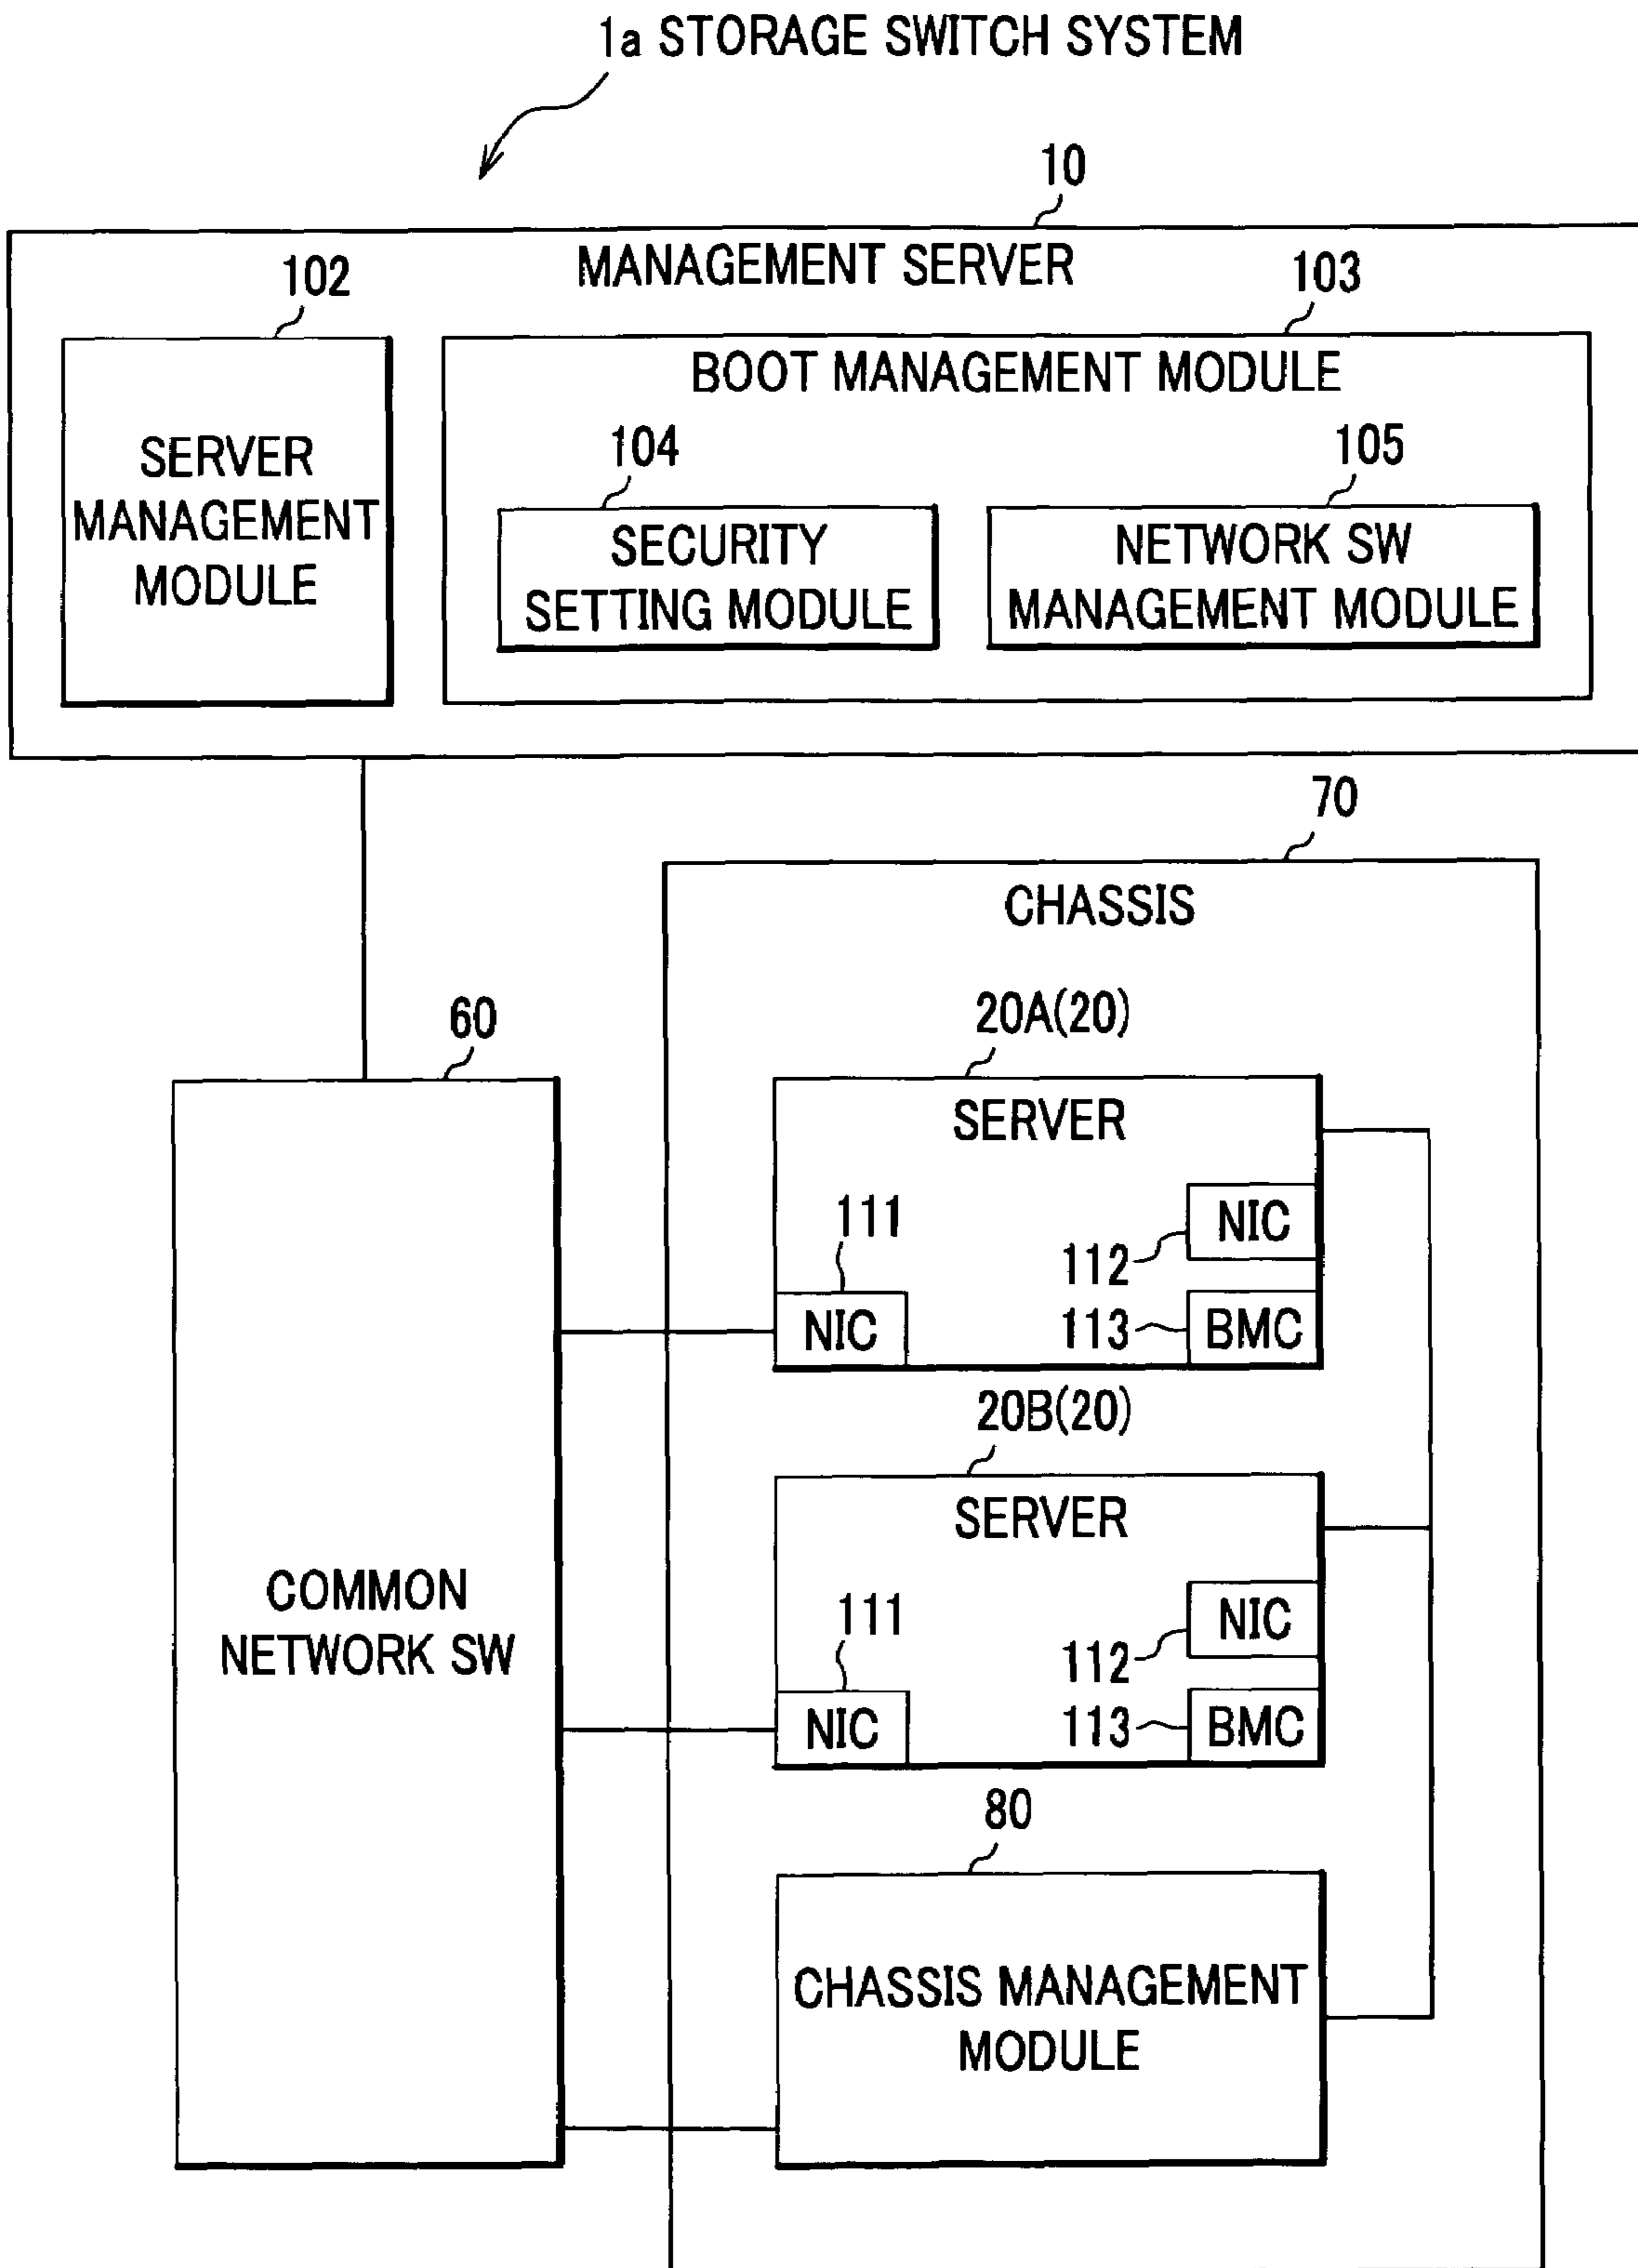 1a STORAGE SWITCH SYSTEM
10
MANAGEMENT SERVER
102
103
SERVER
MANAGEMENT
MODULE
BOOT MANAGEMENT MODULE
104
105
SECURITY
SETTING MODULE
NETWORK SW
MANAGEMENT MODULE
70
CHASSIS
60
COMMON
NETWORK SW
20A(20)
SERVER
111
NIC
112
NIC
113
BMC
20B(20)
SERVER
111
NIC
112
NIC
113
BMC
80
CHASSIS MANAGEMENT
MODULE